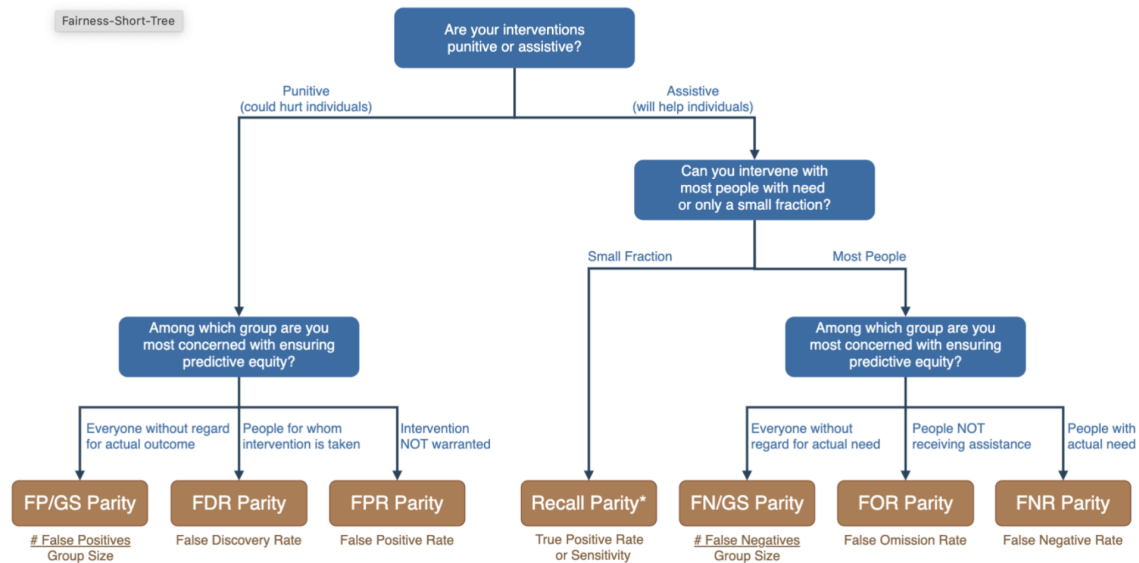 Fairness-Short-Tree
Are your interventions
punitive or assistive?
Punitive
(could hurt individuals)
Assistive
(will help individuals)
Can you intervene with
most people with need
or only a small fraction?
Small Fraction
Most People
Among which group are you
most concerned with ensuring
predictive equity?
Among which group are you
most concerned with ensuring
predictive equity?
Everyone without regard
for actual outcome
People for whom
intervention is taken
Intervention
NOT warranted
Everyone without
regard for actual need
People NOT
receiving assistance
People with
actual need
FP/GS Parity
FDR Parity
FPR Parity
Recall Parity*
FN/GS Parity
FOR Parity
FNR Parity
# False Positives
Group Size
False Discovery Rate
False Positive Rate
True Positive Rate
or Sensitivity
# False Negatives
Group Size
False Omission Rate
False Negative Rate